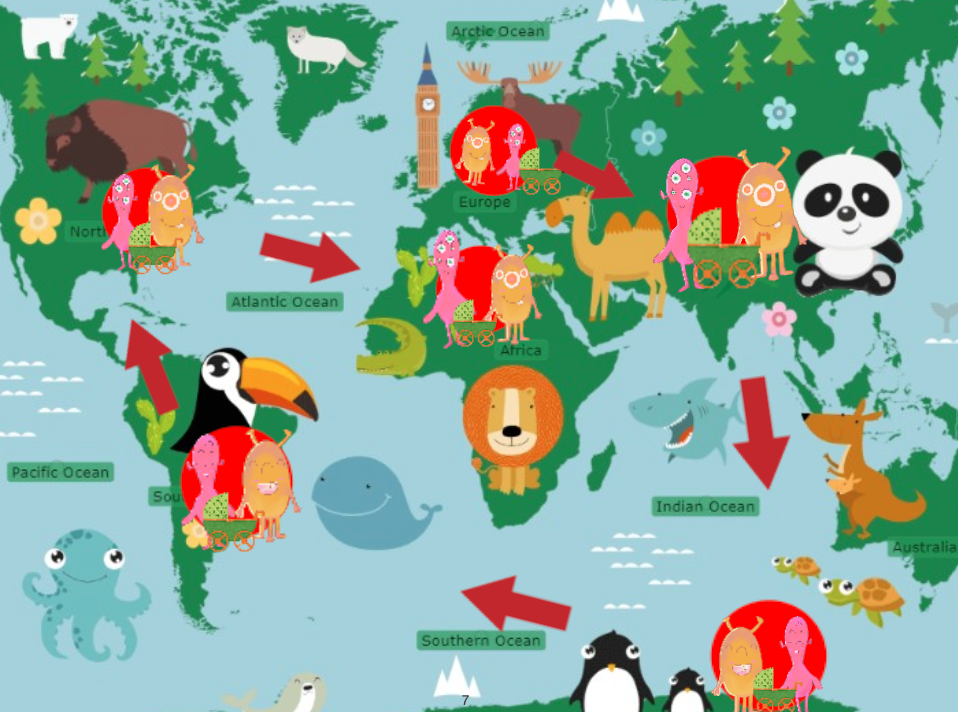 Arctic Ocean
Europe
Nort
Atlantic Ocean
Africa
Pacific Ocean
Sou
Indian Ocean
Australia
Southern Ocean
7